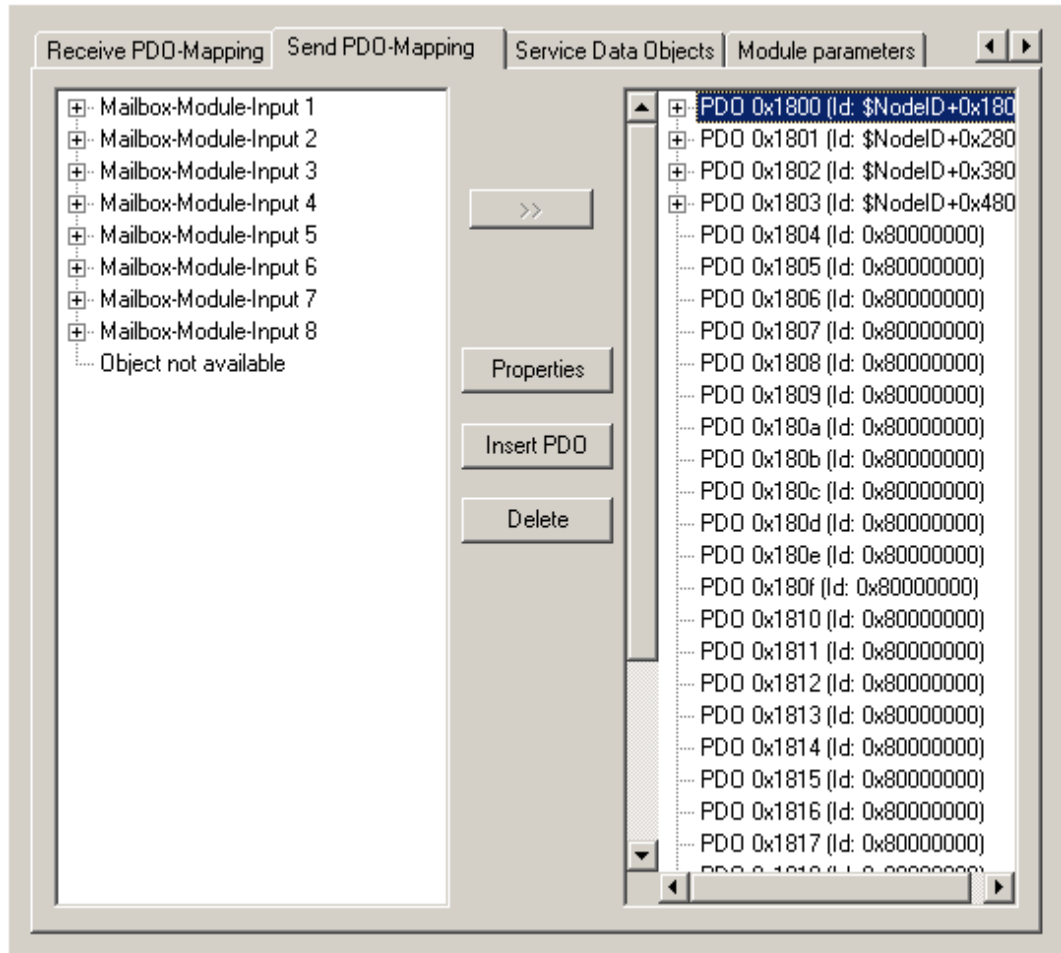 Receive PDO-Mapping
Send PDO-Mapping
Service Data Objects
Module parameters
Mailbox-Module-Input 1
Mailbox-Module-Input 2
Mailbox-Module-Input 3
Mailbox-Module-Input 4
Mailbox-Module-Input 5
Mailbox-Module-Input 6
Mailbox-Module-Input 7
Mailbox-Module-Input 8
Object not available
>>
Properties
Insert PDO
Delete
PDO 0x1800 (Id: $NodeID+0x180
PDO 0x1801 (Id: $NodeID+0x280
PDO 0x1802 (Id: $NodeID+0x380
PDO 0x1803 (Id: $NodeID+0x480
PDO 0x1804 (Id: 0x80000000)
PDO 0x1805 (Id: 0x80000000)
PDO 0x1806 (Id: 0x80000000)
PDO 0x1807 (Id: 0x80000000)
PDO 0x1808 (Id: 0x80000000)
PDO 0x1809 (Id: 0x80000000)
PDO 0x180a (Id: 0x80000000)
PDO 0x180b (Id: 0x80000000)
PDO 0x180c (Id: 0x80000000)
PDO 0x180d (Id: 0x80000000)
PDO 0x180e (Id: 0x80000000)
PDO 0x180f (Id: 0x80000000)
PDO 0x1810 (Id: 0x80000000)
PDO 0x1811 (Id: 0x80000000)
PDO 0x1812 (Id: 0x80000000)
PDO 0x1813 (Id: 0x80000000)
PDO 0x1814 (Id: 0x80000000)
PDO 0x1815 (Id: 0x80000000)
PDO 0x1816 (Id: 0x80000000)
PDO 0x1817 (Id: 0x80000000)